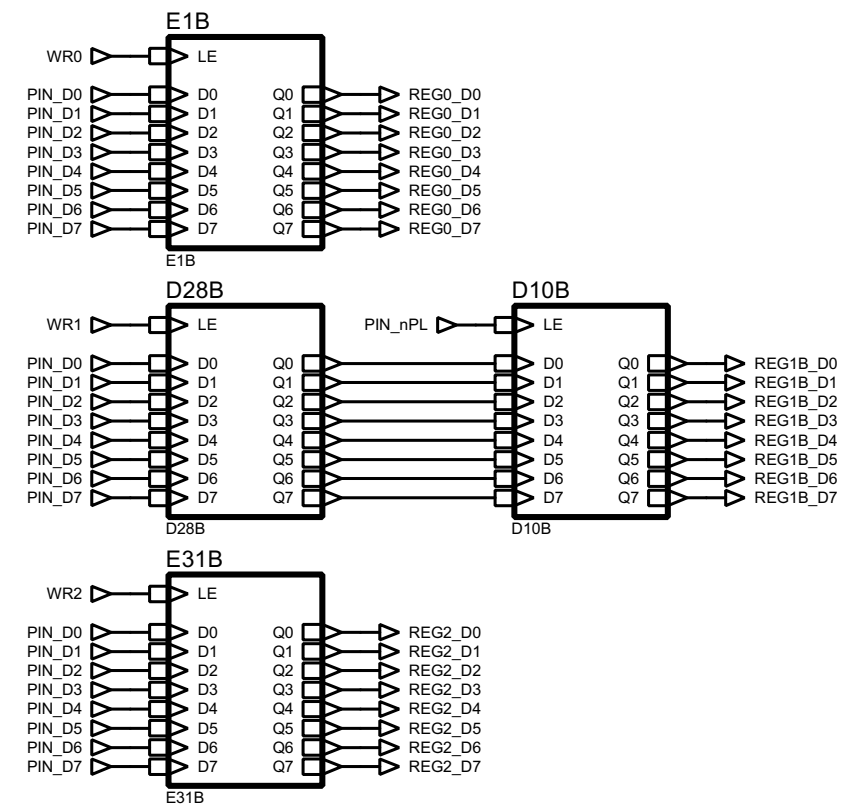 E1B
WR0 LE
PIN_D0 D0 Q0 REG0_D0
PIN_D1 D1 Q1 REG0_D1
PIN_D2 D2 Q2 REG0_D2
PIN_D3 D3 Q3 REG0_D3
PIN_D4 D4 Q4 REG0_D4
PIN_D5 D5 Q5 REG0_D5
PIN_D6 D6 Q6 REG0_D6
PIN_D7 D7 Q7 REG0_D7
E1B
D28B D10B
WR1 LE PIN_nPL LE
PIN_D0 D0 Q0 D0 Q0 REG1B_D0
PIN_D1 D1 Q1 D1 Q1 REG1B_D1
PIN_D2 D2 Q2 D2 Q2 REG1B_D2
PIN_D3 D3 Q3 D3 Q3 REG1B_D3
PIN_D4 D4 Q4 D4 Q4 REG1B_D4
PIN_D5 D5 Q5 D5 Q5 REG1B_D5
PIN_D6 D6 Q6 D6 Q6 REG1B_D6
PIN_D7 D7 Q7 D7 Q7 REG1B_D7
D28B D10B
E31B
WR2 LE
PIN_D0 D0 Q0 REG2_D0
PIN_D1 D1 Q1 REG2_D1
PIN_D2 D2 Q2 REG2_D2
PIN_D3 D3 Q3 REG2_D3
PIN_D4 D4 Q4 REG2_D4
PIN_D5 D5 Q5 REG2_D5
PIN_D6 D6 Q6 REG2_D6
PIN_D7 D7 Q7 REG2_D7
E31B